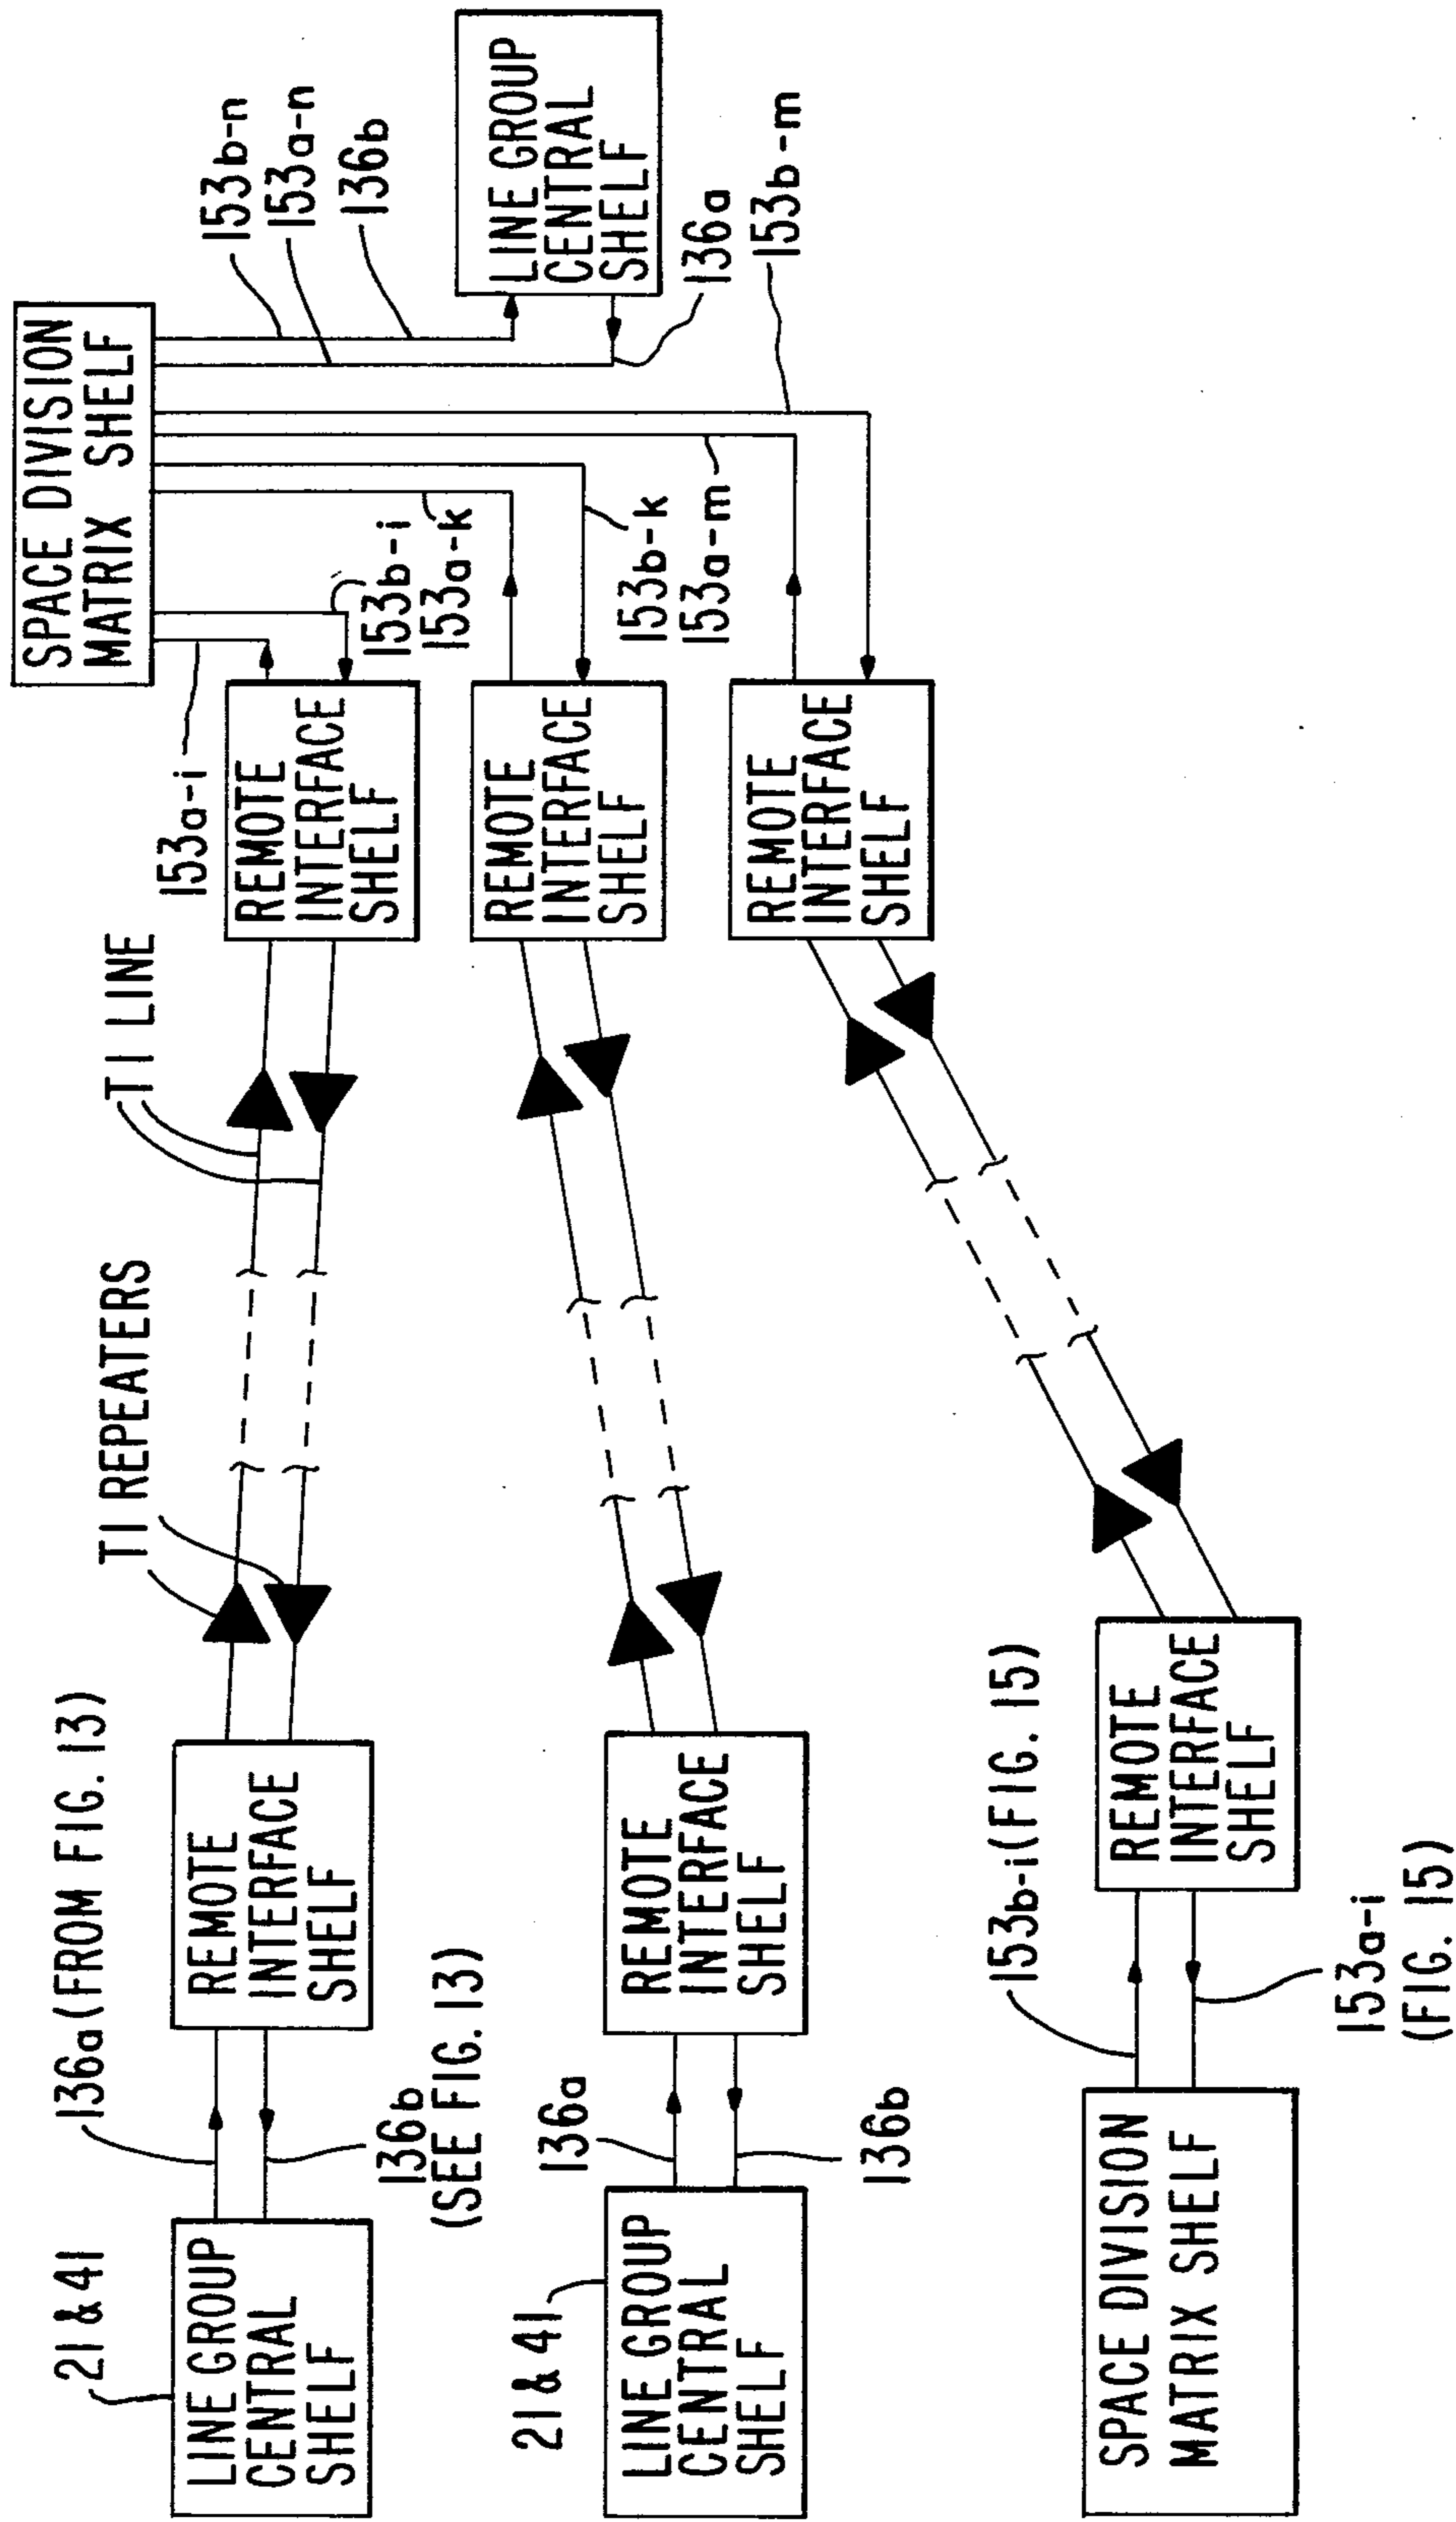 SPACE DIVISION
MATRIX SHELF
153b-n
153a-n
136b
LINE GROUP
CENTRAL
SHELF
136a
153b-m
153a-i
153b-i
153a-k
153b-k
153a-m
REMOTE
INTERFACE
SHELF
REMOTE
INTERFACE
SHELF
REMOTE
INTERFACE
SHELF
T1 LINE
T1 REPEATERS
136a (FROM FIG. 13)
REMOTE
INTERFACE
SHELF
136b
(SEE FIG. 13)
21 & 41
LINE GROUP
CENTRAL
SHELF
REMOTE
INTERFACE
SHELF
136a
136b
21 & 41
LINE GROUP
CENTRAL
SHELF
153b-i (FIG. 15)
REMOTE
INTERFACE
SHELF
153a-i
(FIG. 15)
SPACE DIVISION
MATRIX SHELF